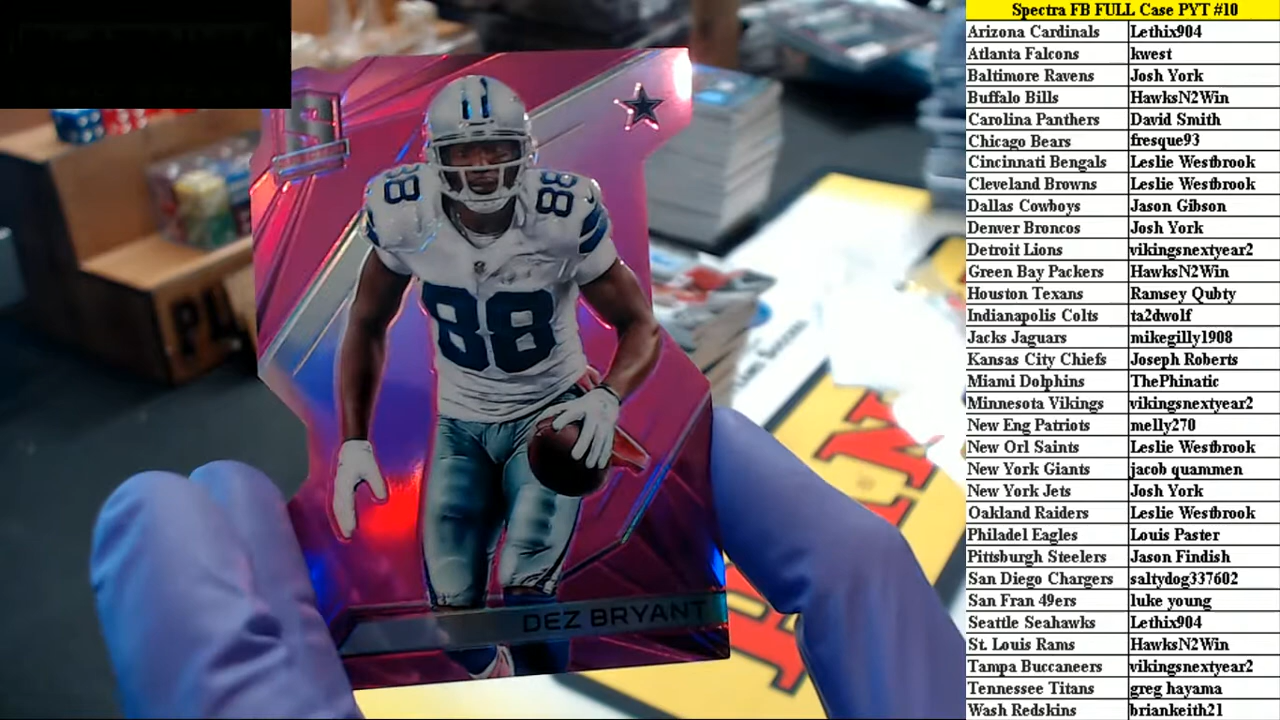 Spectra FB FULL Case PYT #10
Arizona Cardinals Lethix904
Atlanta Falcons kwest
Baltimore Ravens Josh York
Buffalo Bills HawksN2Win
Carolina Panthers David Smith
Chicago Bears fresque93
Cincinnati Bengals Leslie Westbrook
Cleveland Browns Leslie Westbrook
Dallas Cowboys Jason Gibson
Denver Broncos Josh York
Detroit Lions vikingsnextyear2
Green Bay Packers HawksN2Win
Houston Texans Ramsey Qubty
Indianapolis Colts ta2dwolf
Jacks Jaguars mikegilly1908
Kansas City Chiefs Joseph Roberts
Miami Dolphins ThePhinatic
Minnesota Vikings vikingsnextyear2
New Eng Patriots melly270
New Orl Saints Leslie Westbrook
New York Giants jacob quammen
New York Jets Josh York
Oakland Raiders Leslie Westbrook
Philadel Eagles Louis Paster
Pittsburgh Steelers Jason Findish
San Diego Chargers saltydog337602
San Fran 49ers luke young
Seattle Seahawks Lethix904
St. Louis Rams HawksN2Win
Tampa Buccaneers vikingsnextyear2
Tennessee Titans greg hayama
Wash Redskins briankeith21
S
88
88
88
DEZ BRYANT